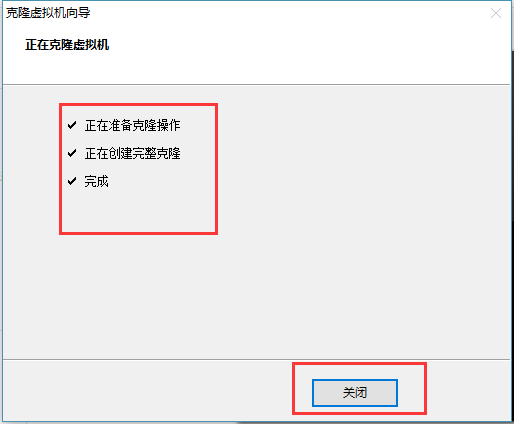 克隆虚拟机向导
正在克隆虚拟机
正在准备克隆操作
正在创建完整克隆
完成
关闭